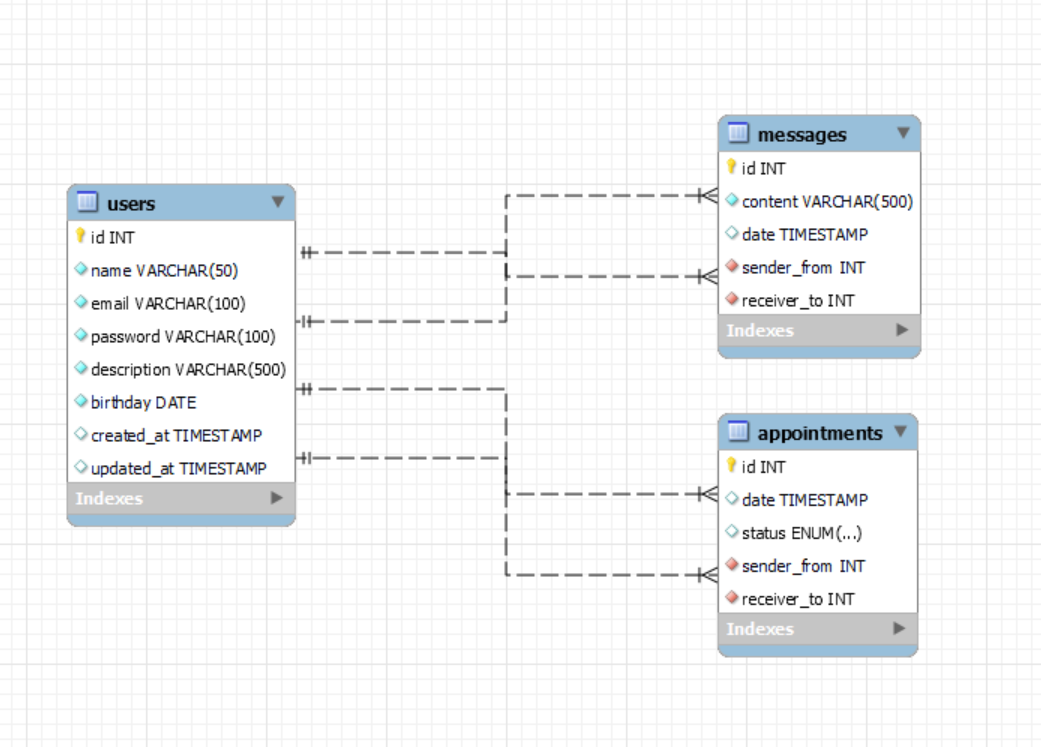 users
id INT
name VARCHAR(50)
email VARCHAR(100)
password VARCHAR(100)
description VARCHAR(500)
birthday DATE
created_at TIMESTAMP
updated_at TIMESTAMP
Indexes
messages
id INT
content VARCHAR(500)
date TIMESTAMP
sender_from INT
receiver_to INT
Indexes
appointments
id INT
date TIMESTAMP
status ENUM(...)
sender_from INT
receiver_to INT
Indexes